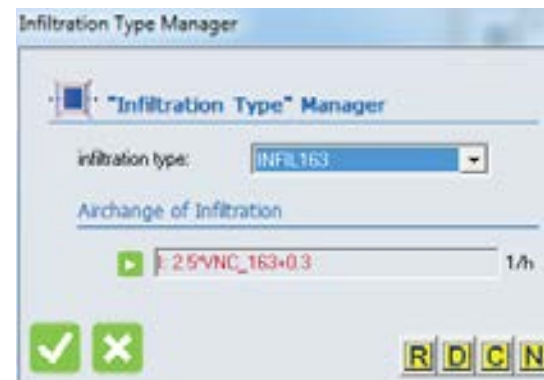 Infiltration Type Manager
"Infiltration Type" Manager
infiltration type: INFIL163
Airchange of Infiltration
I: 2.5*VNC_163+0.3 1/h
R D C N